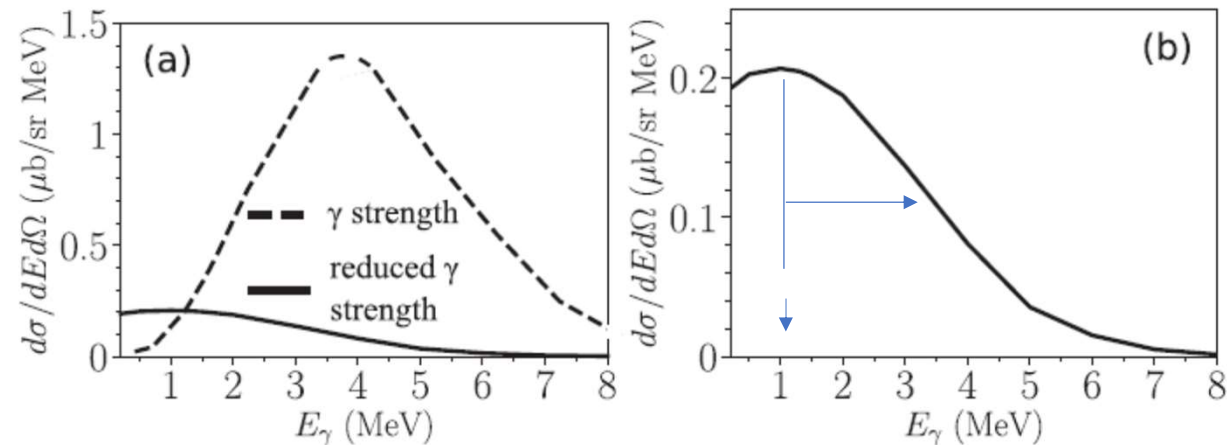 (a)
dσ/dEdΩ (μb/sr MeV)
1.5
1
0.5
0
γ strength
reduced γ
strength
1 2 3 4 5 6 7 8
E_γ (MeV)
(b)
dσ/dEdΩ (μb/sr MeV)
0.2
0.1
0
1 2 3 4 5 6 7 8
E_γ (MeV)